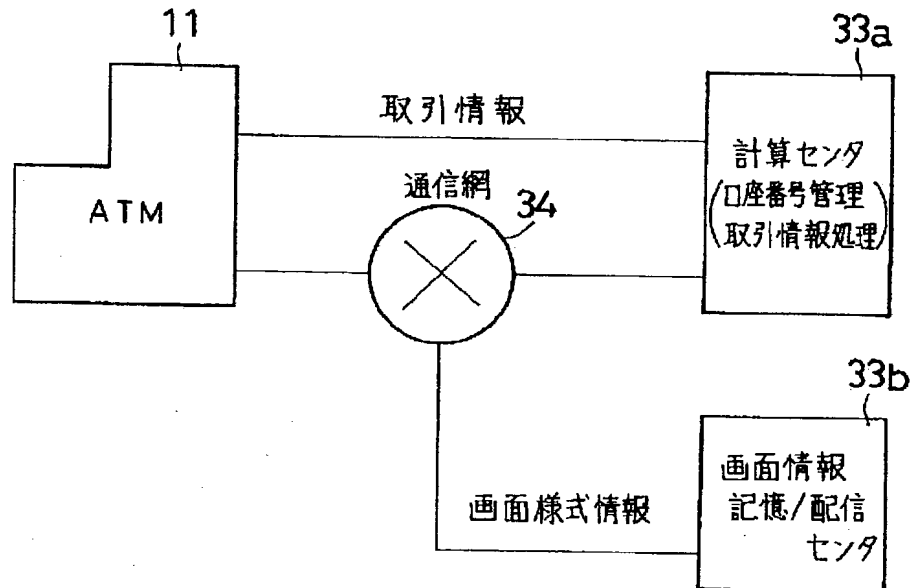 11
33a
取引情報
計算センタ
(口座番号管理
取引情報処理)
ATM
通信網
34
33b
画面情報
記憶/配信
センタ
画面様式情報